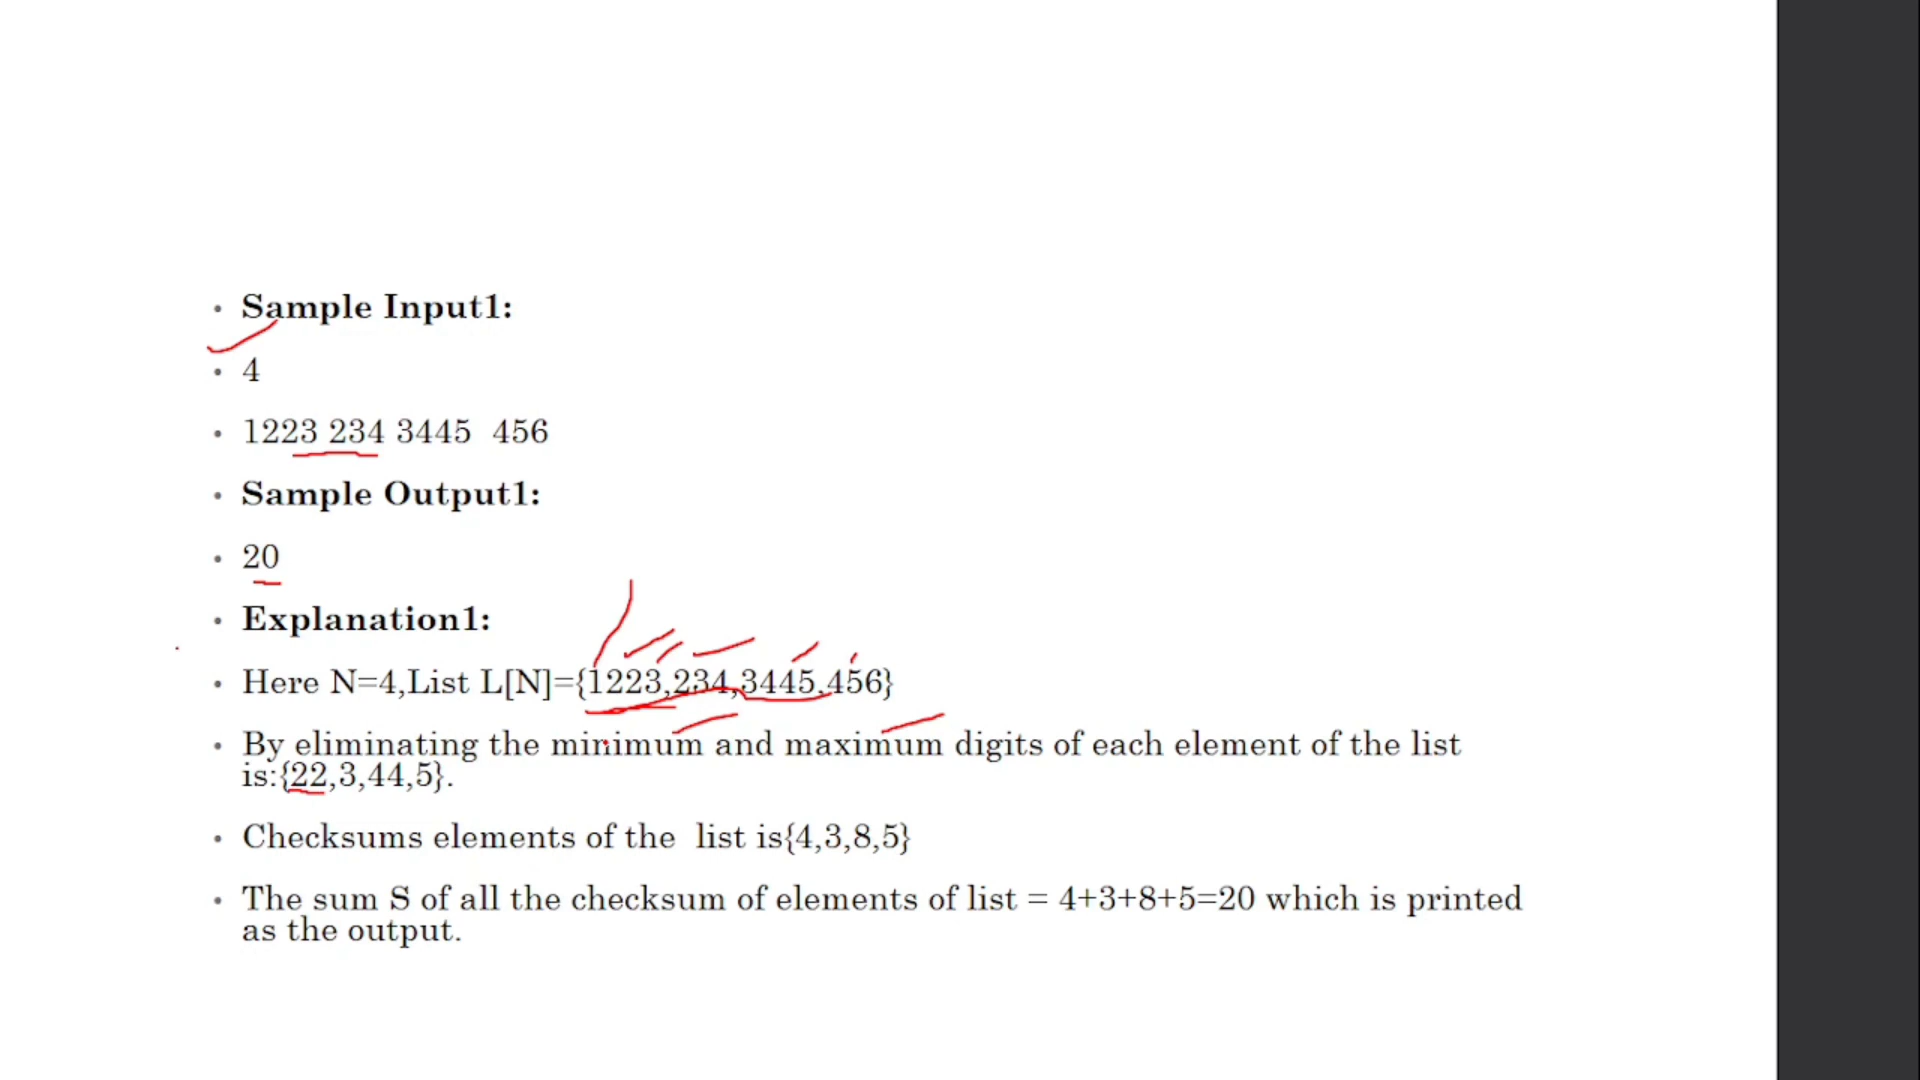 • Sample Input1:
• 4
• 1223 234 3445  456
• Sample Output1:
• 20
• Explanation1:
• Here N=4,List L[N]={1223,234,3445,456}
• By eliminating the minimum and maximum digits of each element of the list
is:{22,3,44,5}.
• Checksums elements of the  list is{4,3,8,5}
• The sum S of all the checksum of elements of list = 4+3+8+5=20 which is printed
as the output.